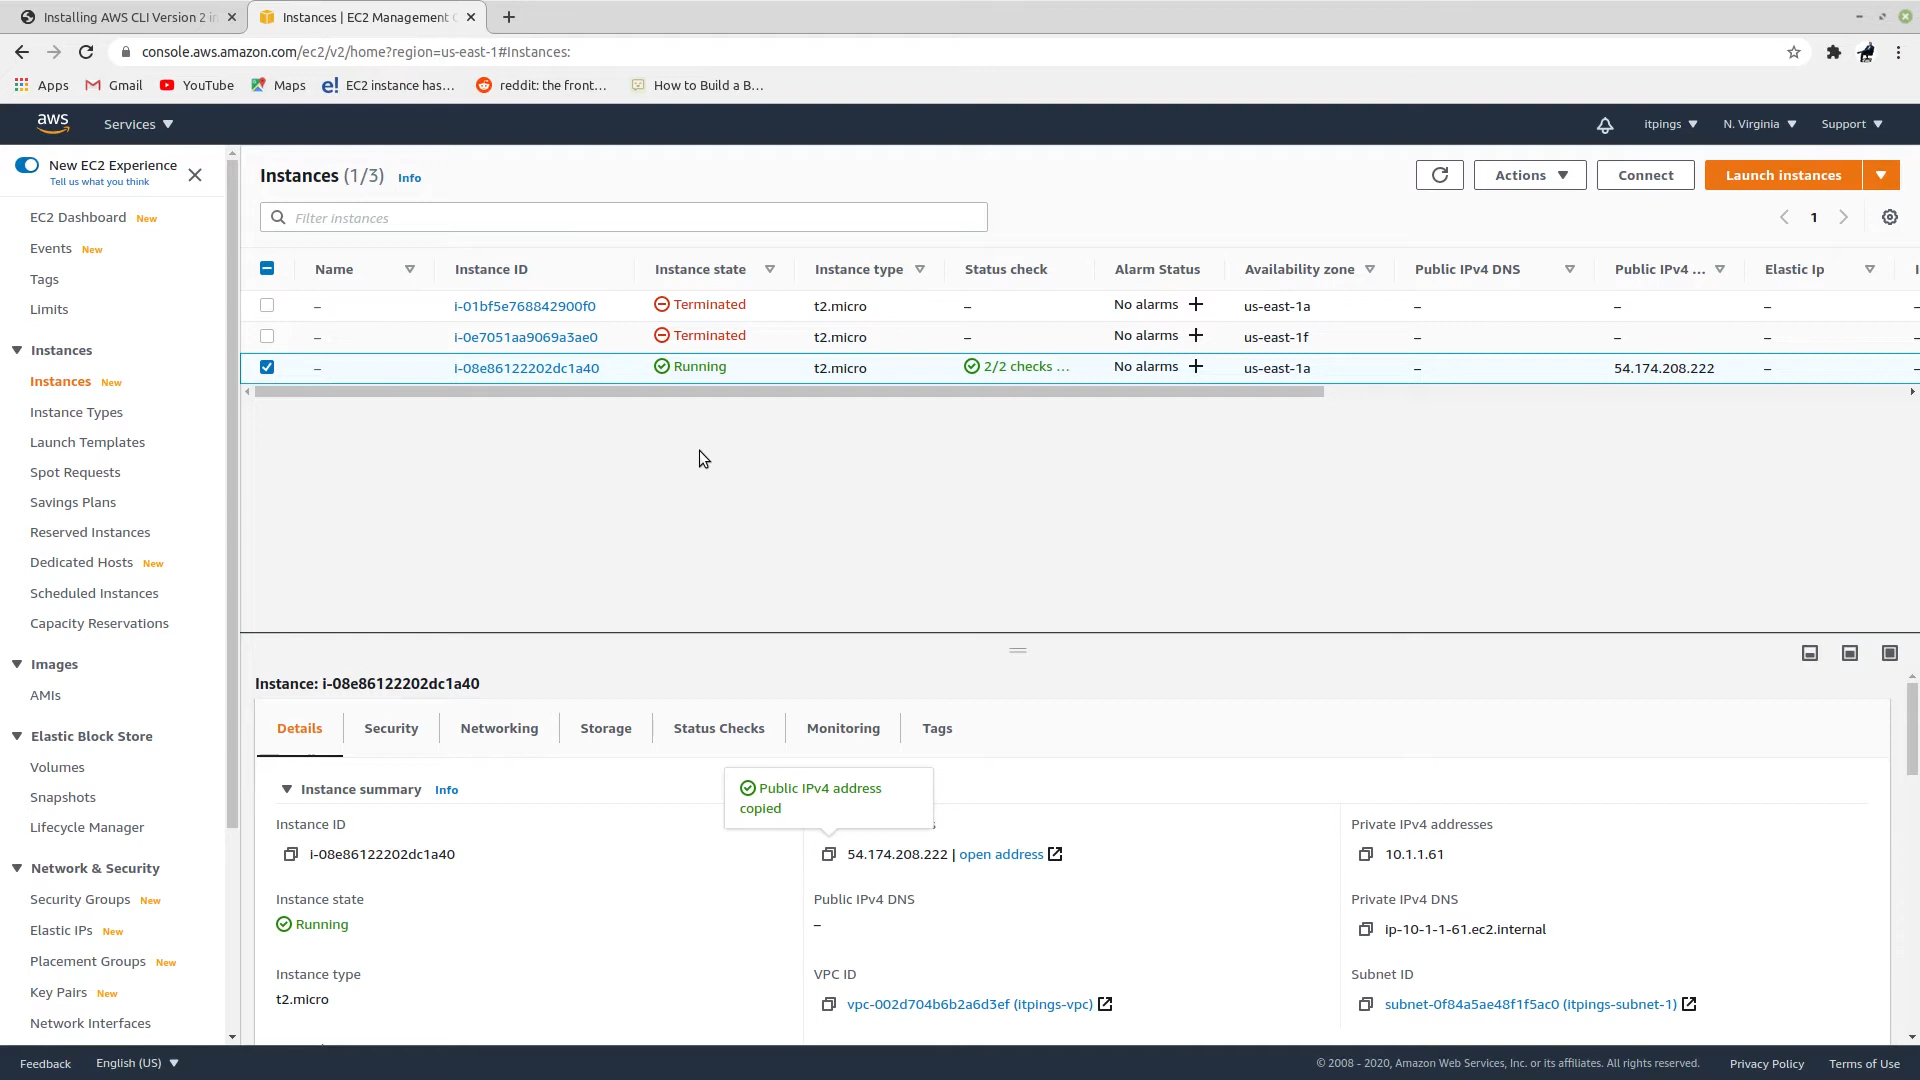 Installing AWS CLI Version 2 in
Instances | EC2 Management C
console.aws.amazon.com/ec2/v2/home?region=us-east-1#Instances:
Apps
Gmail
YouTube
Maps
e! EC2 instance has...
reddit: the front...
How to Build a B...
aws
Services
itpings
N. Virginia
Support
New EC2 Experience
Tell us what you think
EC2 Dashboard New
Events New
Tags
Limits
Instances
Instances New
Instance Types
Launch Templates
Spot Requests
Savings Plans
Reserved Instances
Dedicated Hosts New
Scheduled Instances
Capacity Reservations
Images
AMIs
Elastic Block Store
Volumes
Snapshots
Lifecycle Manager
Network & Security
Security Groups New
Elastic IPs New
Placement Groups New
Key Pairs New
Network Interfaces
Instances (1/3) Info
Actions
Connect
Launch instances
Filter instances
1
Name Instance ID Instance state Instance type Status check Alarm Status Availability zone Public IPv4 DNS Public IPv4 ... Elastic Ip
– i-01bf5e768842900f0 Terminated t2.micro – No alarms + us-east-1a – – – –
– i-0e7051aa9069a3ae0 Terminated t2.micro – No alarms + us-east-1f – – – –
– i-08e86122202dc1a40 Running t2.micro 2/2 checks ... No alarms + us-east-1a – 54.174.208.222 – –
Instance: i-08e86122202dc1a40
Details
Security
Networking
Storage
Status Checks
Monitoring
Tags
Instance summary Info
Public IPv4 address
copied
Instance ID
i-08e86122202dc1a40
54.174.208.222 | open address
Private IPv4 addresses
10.1.1.61
Instance state
Running
Public IPv4 DNS
–
Private IPv4 DNS
ip-10-1-1-61.ec2.internal
Instance type
t2.micro
VPC ID
vpc-002d704b6b2a6d3ef (itpings-vpc)
Subnet ID
subnet-0f84a5ae48f1f5ac0 (itpings-subnet-1)
Feedback
English (US)
© 2008 - 2020, Amazon Web Services, Inc. or its affiliates. All rights reserved.
Privacy Policy
Terms of Use